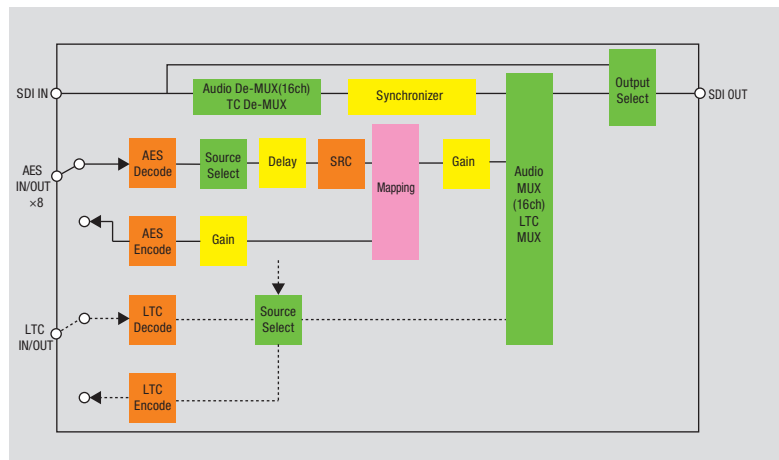 SDI IN
Audio De-MUX(16ch)
TC De-MUX
Synchronizer
Output
Select
SDI OUT
AES
IN/OUT
×8
AES
Decode
Source
Select
Delay
SRC
Mapping
Gain
Audio
MUX
(16ch)
LTC
MUX
AES
Encode
Gain
LTC
IN/OUT
LTC
Decode
Source
Select
LTC
Encode